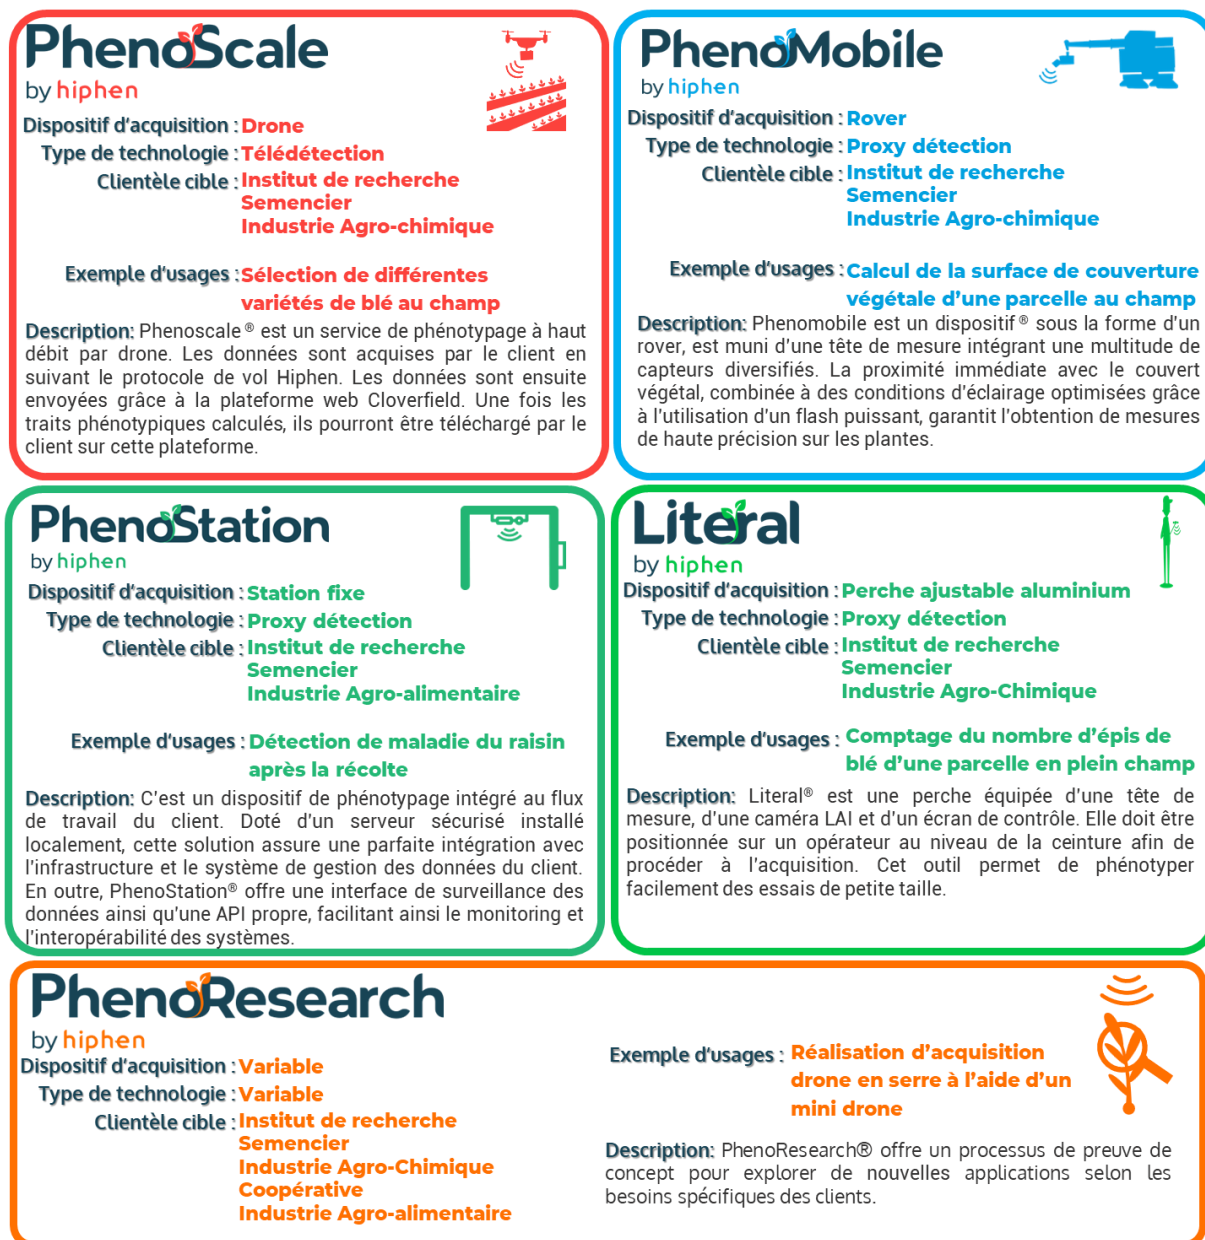 PhenoScale
by hiphen
Dispositif d'acquisition : Drone
Type de technologie : Télédétection
Clientèle cible : Institut de recherche
Semencier
Industrie Agro-chimique
Exemple d'usages : Sélection de différentes
variétés de blé au champ
Description: Phenoscale ® est un service de phénotypage à haut
débit par drone. Les données sont acquises par le client en
suivant le protocole de vol Hiphen. Les données sont ensuite
envoyées grâce à la plateforme web Cloverfield. Une fois les
traits phénotypiques calculés, ils pourront être téléchargé par le
client sur cette plateforme.
PhenoMobile
by hiphen
Dispositif d'acquisition : Rover
Type de technologie : Proxy détection
Clientèle cible : Institut de recherche
Semencier
Industrie Agro-chimique
Exemple d'usages : Calcul de la surface de couverture
végétale d'une parcelle au champ
Description: Phenomobile est un dispositif ® sous la forme d'un
rover, est muni d'une tête de mesure intégrant une multitude de
capteurs diversifiés. La proximité immédiate avec le couvert
végétal, combinée à des conditions d'éclairage optimisées grâce
à l'utilisation d'un flash puissant, garantit l'obtention de mesures
de haute précision sur les plantes.
PhenoStation
by hiphen
Dispositif d'acquisition : Station fixe
Type de technologie : Proxy détection
Clientèle cible : Institut de recherche
Semencier
Industrie Agro-alimentaire
Exemple d'usages : Détection de maladie du raisin
après la récolte
Description: C'est un dispositif de phénotypage intégré au flux
de travail du client. Doté d'un serveur sécurisé installé
localement, cette solution assure une parfaite intégration avec
l'infrastructure et le système de gestion des données du client.
En outre, PhenoStation® offre une interface de surveillance des
données ainsi qu'une API propre, facilitant ainsi le monitoring et
l'interopérabilité des systèmes.
Literal
by hiphen
Dispositif d'acquisition : Perche ajustable aluminium
Type de technologie : Proxy détection
Clientèle cible : Institut de recherche
Semencier
Industrie Agro-Chimique
Exemple d'usages : Comptage du nombre d'épis de
blé d'une parcelle en plein champ
Description: Literal® est une perche équipée d'une tête de
mesure, d'une caméra LAI et d'un écran de contrôle. Elle doit être
positionnée sur un opérateur au niveau de la ceinture afin de
procéder à l'acquisition. Cet outil permet de phénotyper
facilement des essais de petite taille.
PhenoResearch
by hiphen
Dispositif d'acquisition : Variable
Type de technologie : Variable
Clientèle cible : Institut de recherche
Semencier
Industrie Agro-Chimique
Coopérative
Industrie Agro-alimentaire
Exemple d'usages : Réalisation d'acquisition
drone en serre à l'aide d'un
mini drone
Description: PhenoResearch® offre un processus de preuve de
concept pour explorer de nouvelles applications selon les
besoins spécifiques des clients.